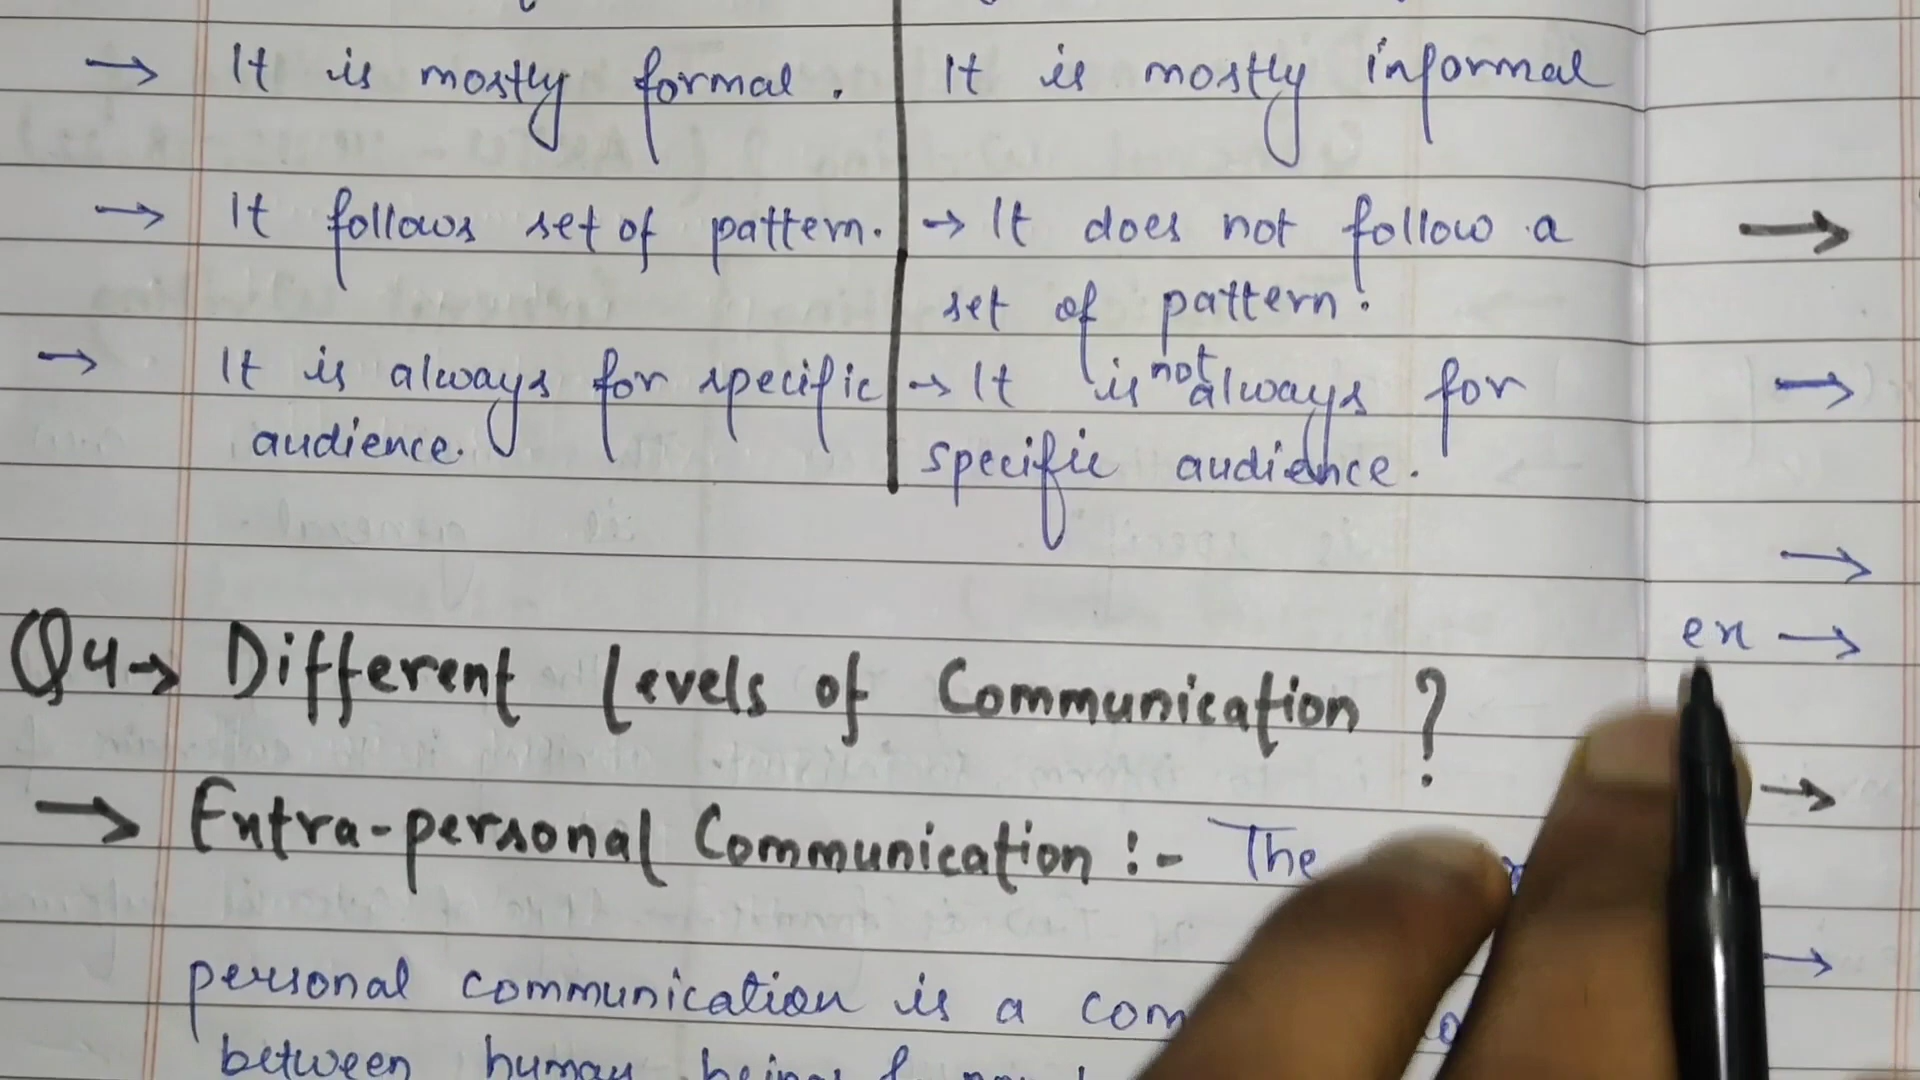 → It is mostly formal. It is mostly informal
→ It follows set of pattern. → It does not follow a
set of pattern.
→ It is always for specific → It is not always for
audience. specific audience.
→
→
→
ex →
Q4→ Different Levels of Communication ?
→ Extra-personal Communication :- The
→
personal communication is a com
→
between human beings &